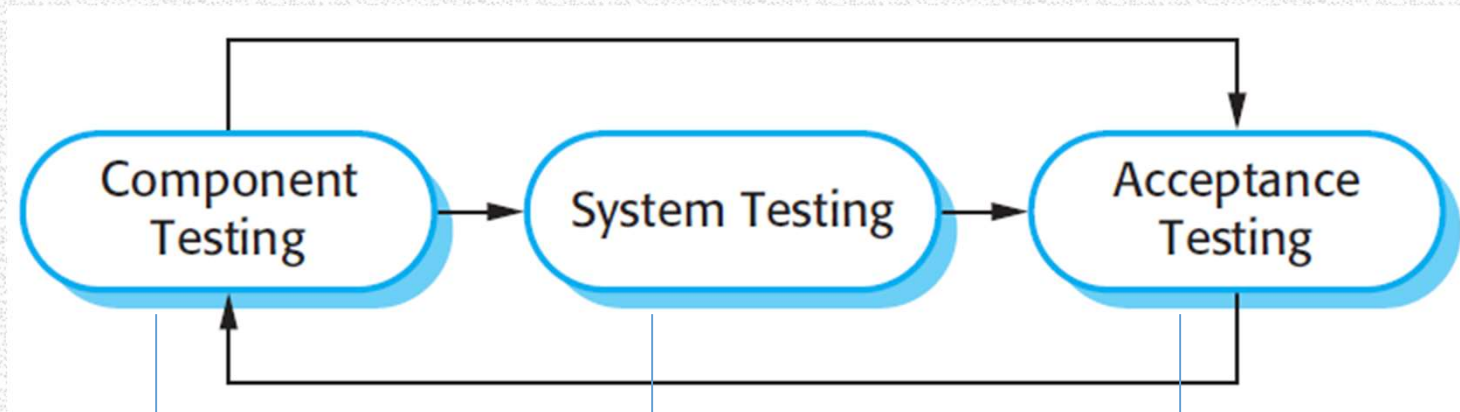 Component
Testing
System Testing
Acceptance
Testing